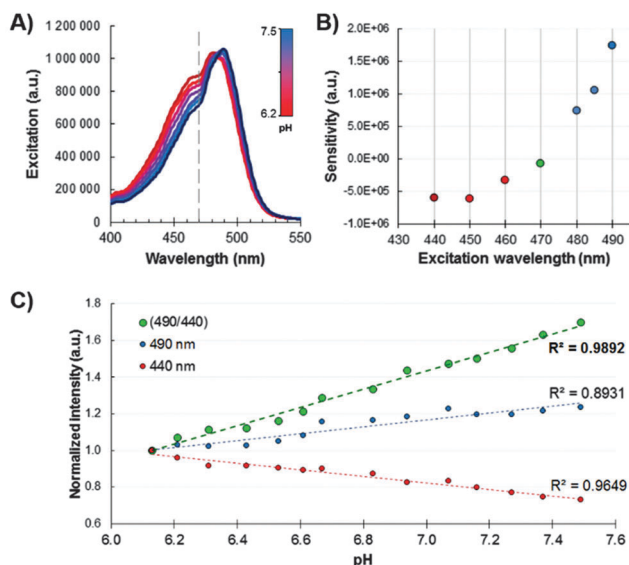 A)
1 200 000
1 000 000
800 000
600 000
400 000
200 000
0
Excitation (a.u.)
400
450
500
550
Wavelength (nm)
7.5
6.2
pH
B)
2.0E+06
1.5E+06
1.0E+06
5.0E+05
0.0E+00
-5.0E+05
-1.0E+06
Sensitivity (a.u.)
430 440 450 460 470 480 490
Excitation wavelength (nm)
C)
1.8
1.6
1.4
1.2
1.0
0.8
0.6
Normalized Intensity (a.u.)
(490/440)
490 nm
440 nm
R² = 0.9892
R² = 0.8931
R² = 0.9649
6.0 6.2 6.4 6.6 6.8 7.0 7.2 7.4 7.6
pH